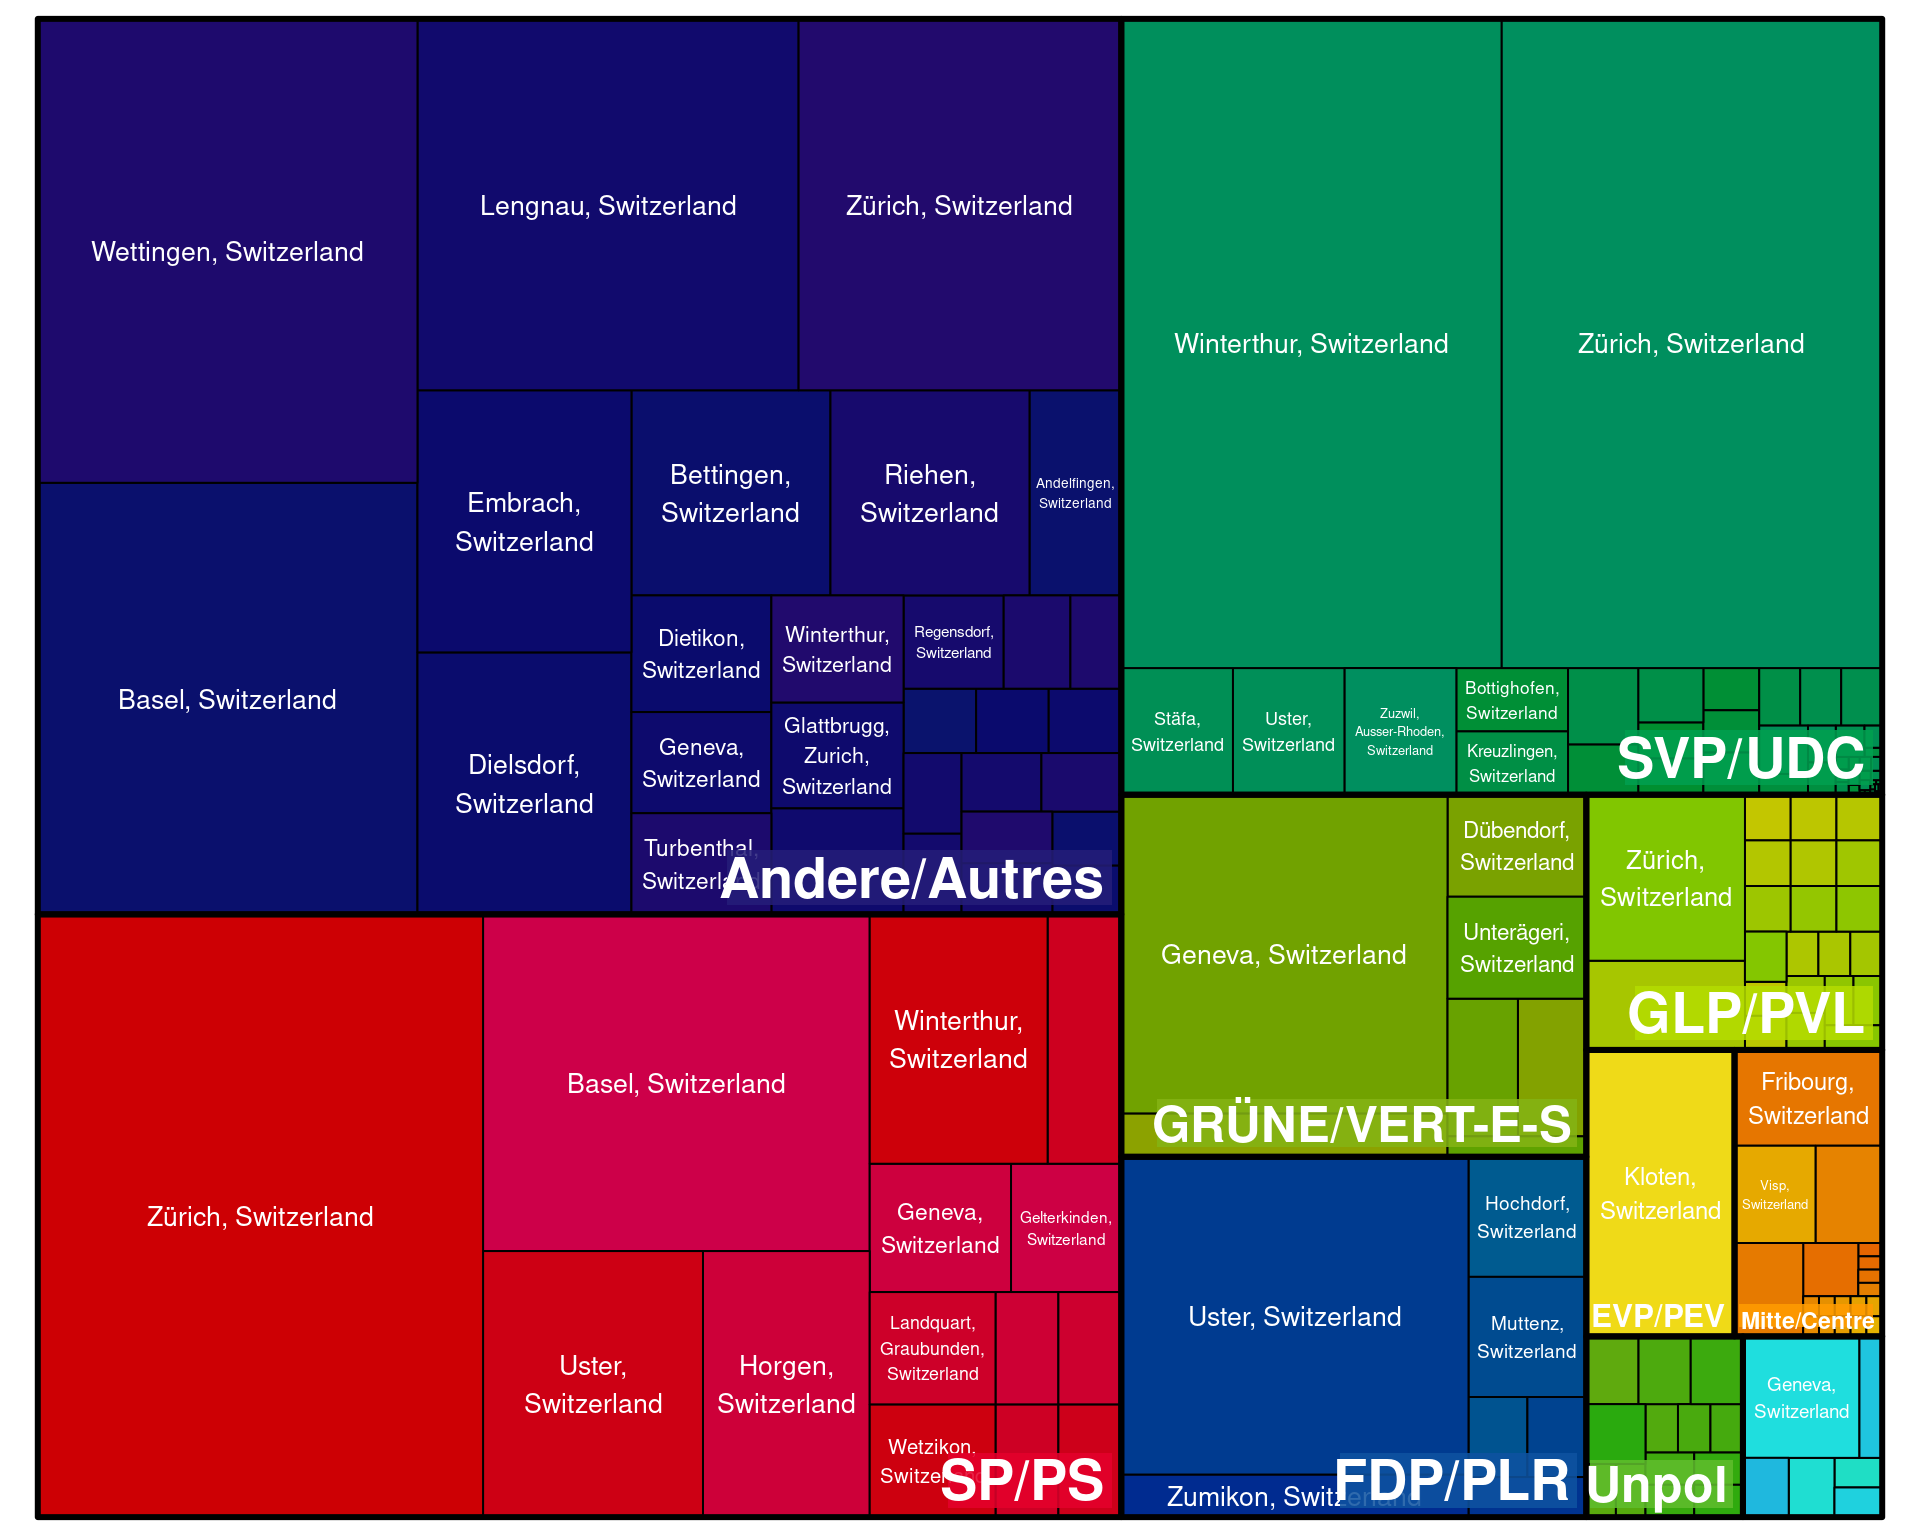 Wettingen, Switzerland
Lengnau, Switzerland
Zürich, Switzerland
Basel, Switzerland
Embrach,
Switzerland
Bettingen,
Switzerland
Riehen,
Switzerland
Andelfingen,
Switzerland
Dielsdorf,
Switzerland
Dietikon,
Switzerland
Winterthur,
Switzerland
Regensdorf,
Switzerland
Geneva,
Switzerland
Glattbrugg,
Zurich,
Switzerland
Turbenthal,
Switzerland
Andere/Autres
Winterthur, Switzerland
Zürich, Switzerland
Stäfa,
Switzerland
Uster,
Switzerland
Zuzwil,
Ausser-Rhoden,
Switzerland
Bottighofen,
Switzerland
Kreuzlingen,
Switzerland
SVP/UDC
Zürich, Switzerland
Basel, Switzerland
Winterthur,
Switzerland
Uster,
Switzerland
Horgen,
Switzerland
Geneva,
Switzerland
Gelterkinden,
Switzerland
Landquart,
Graubunden,
Switzerland
Wetzikon,
Switzerland
SP/PS
Geneva, Switzerland
Dübendorf,
Switzerland
Unterägeri,
Switzerland
GRÜNE/VERT-E-S
Zürich,
Switzerland
GLP/PVL
Uster, Switzerland
Hochdorf,
Switzerland
Muttenz,
Switzerland
Zumikon, Switzerland
FDP/PLR
Kloten,
Switzerland
EVP/PEV
Fribourg,
Switzerland
Visp,
Switzerland
Mitte/Centre
Unpol
Geneva,
Switzerland